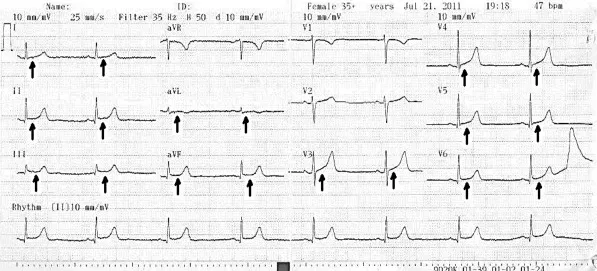 Name: ID: Female 35+ years Jul 21, 2011 19:18 47 bpm
10 mm/mV 25 mm/s Filter 35 Hz H 50 d 10 mm/mV 10 mm/mV 10 mm/mV
I aVR V1 V4
II aVL V2 V5
III aVF V3 V6
Rhythm (II)10 mm/mV